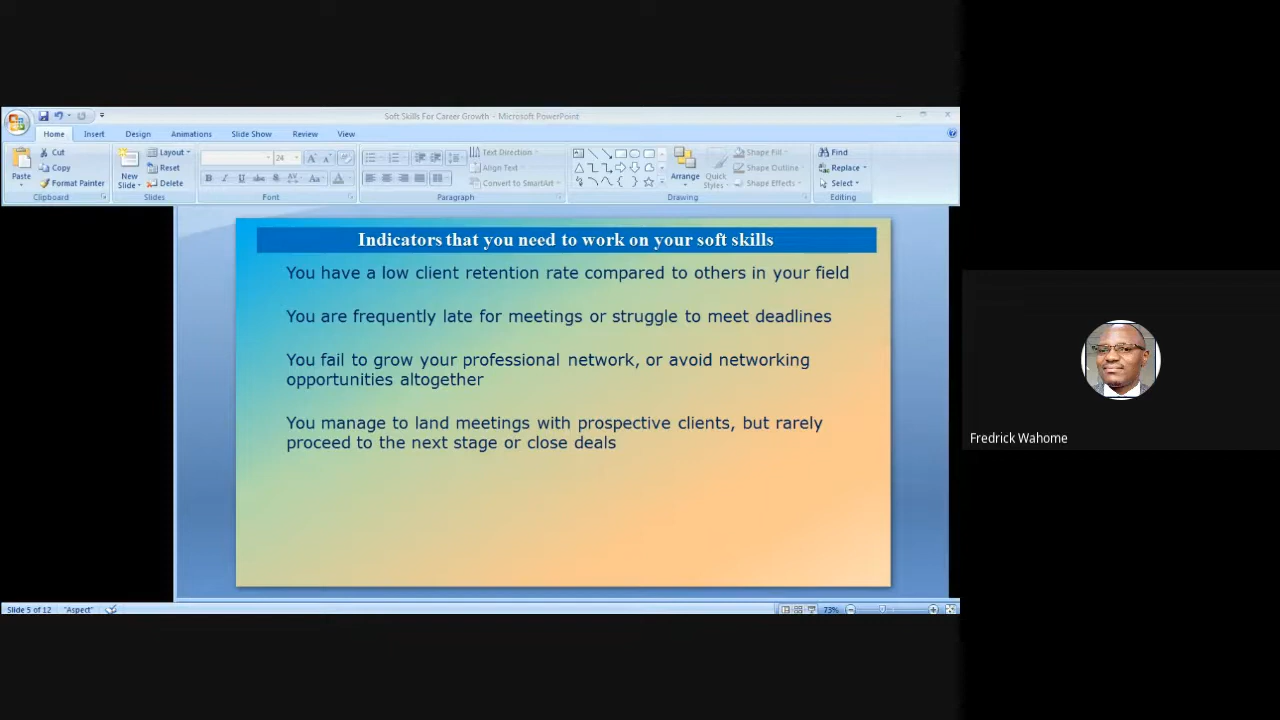 Soft Skills For Career Growth - Microsoft PowerPoint
Home Insert Design Animations Slide Show Review View
Paste
Cut
Copy
Format Painter
Clipboard
New
Slide
Layout
Reset
Delete
Slides
24
Font
Text Direction
Align Text
Convert to SmartArt
Paragraph
Arrange
Quick
Styles
Shape Fill
Shape Outline
Shape Effects
Drawing
Find
Replace
Select
Editing
Indicators that you need to work on your soft skills
You have a low client retention rate compared to others in your field
You are frequently late for meetings or struggle to meet deadlines
You fail to grow your professional network, or avoid networking
opportunities altogether
You manage to land meetings with prospective clients, but rarely
proceed to the next stage or close deals
Fredrick Wahome
Slide 5 of 12 "Aspect" 73%